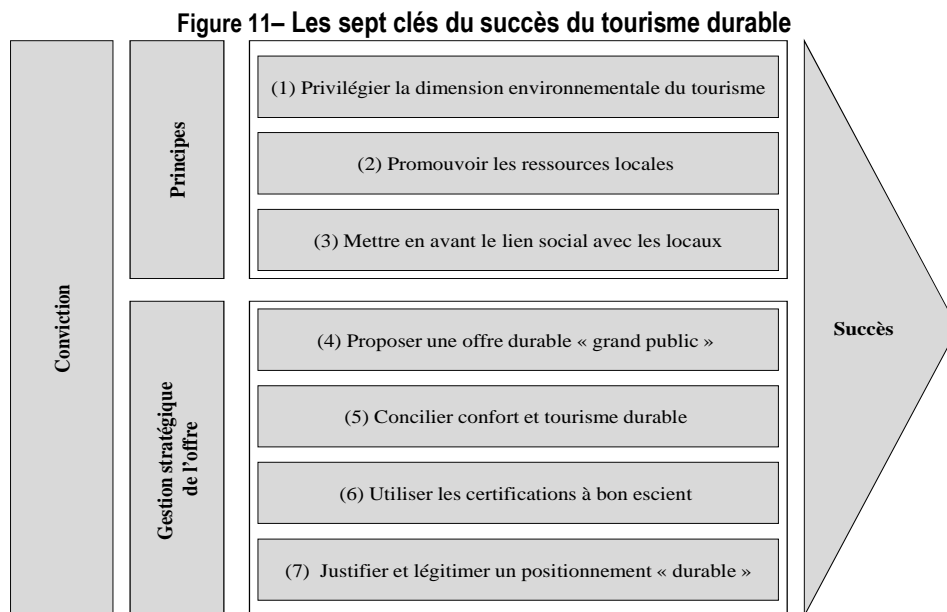 Figure 11– Les sept clés du succès du tourisme durable
Conviction
Principes
(1) Privilégier la dimension environnementale du tourisme
(2) Promouvoir les ressources locales
(3) Mettre en avant le lien social avec les locaux
Gestion stratégique
de l'offre
(4) Proposer une offre durable « grand public »
(5) Concilier confort et tourisme durable
(6) Utiliser les certifications à bon escient
(7) Justifier et légitimer un positionnement « durable »
Succès